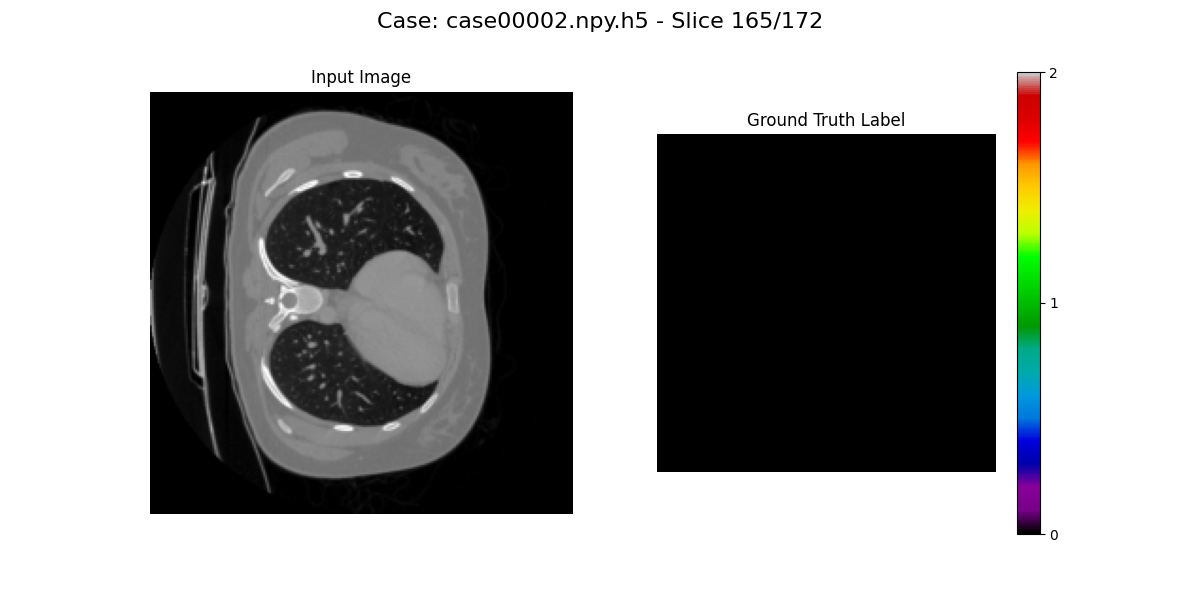 Case: case00002.npy.h5 - Slice 165/172
Input Image
Ground Truth Label
2
1
0